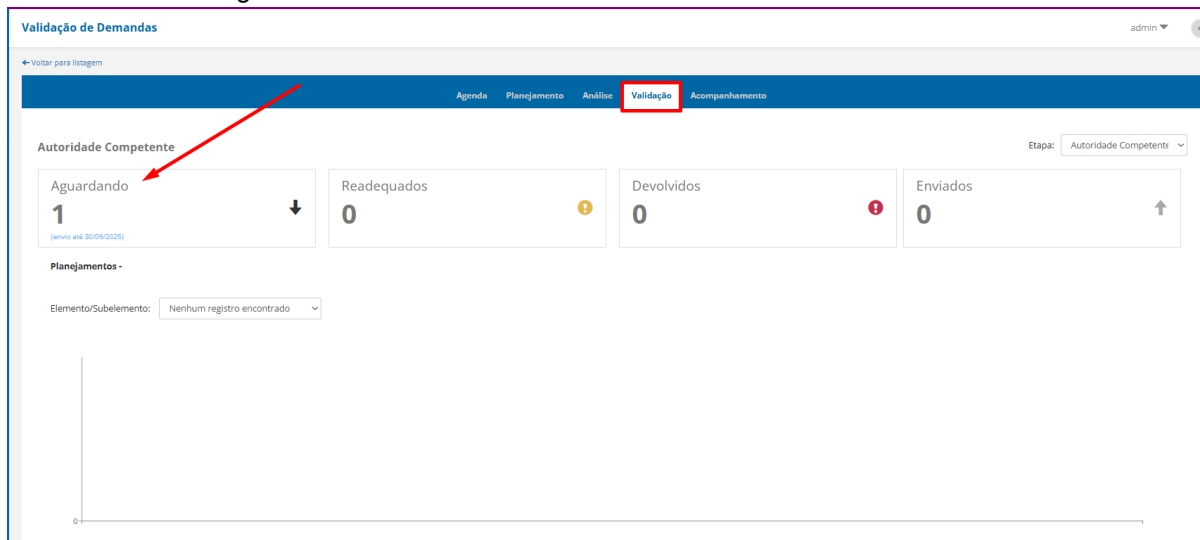 Validação de Demandas
admin
Voltar para listagem
Agenda Planejamento Análise Validação Acompanhamento
Autoridade Competente
Etapa: Autoridade Competente
Aguardando
1
(envio até 30/09/2025)
Readequados
0
Devolvidos
0
Enviados
0
Planejamentos -
Elemento/Subelemento: Nenhum registro encontrado
0